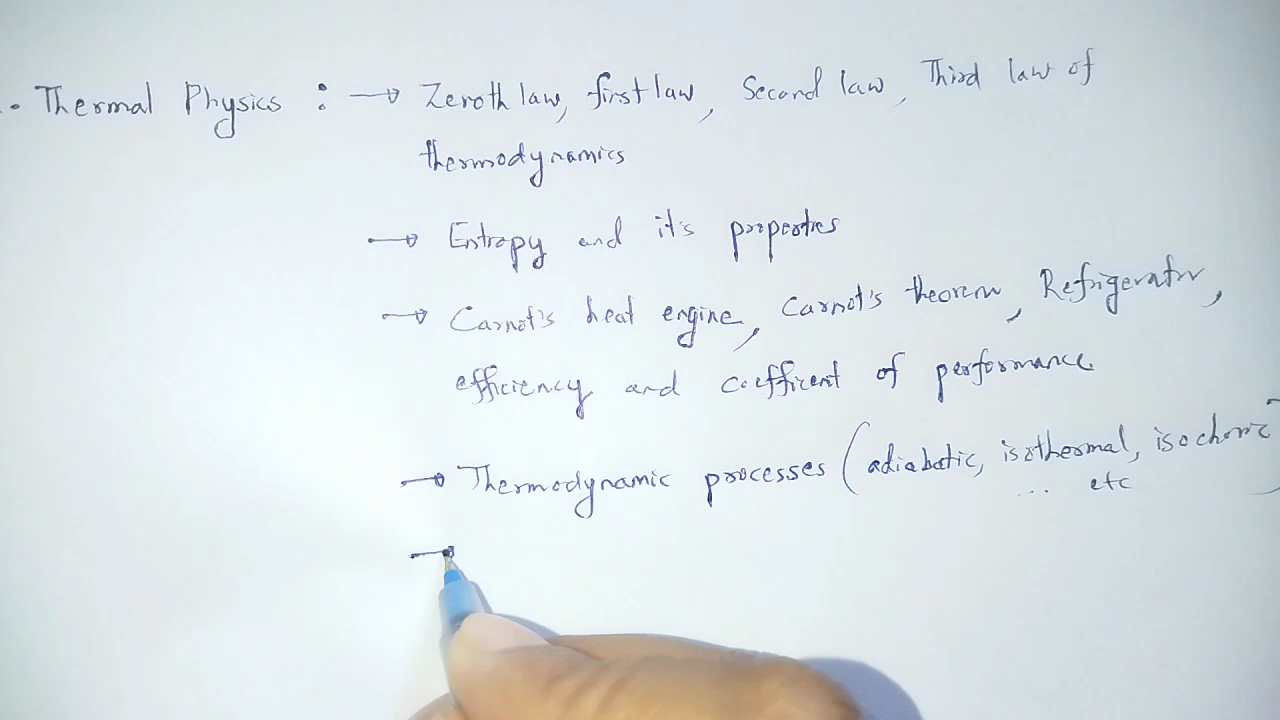 Thermal Physics : → Zeroth law, first law, Second law, Third law of
thermodynamics
→ Entropy and it's properties
→ Carnot's heat engine, Carnot's theorem, Refrigerator,
efficiency and coefficent of performance
→ Thermodynamic processes (adiabatic, isothermal, isochoric
... etc )